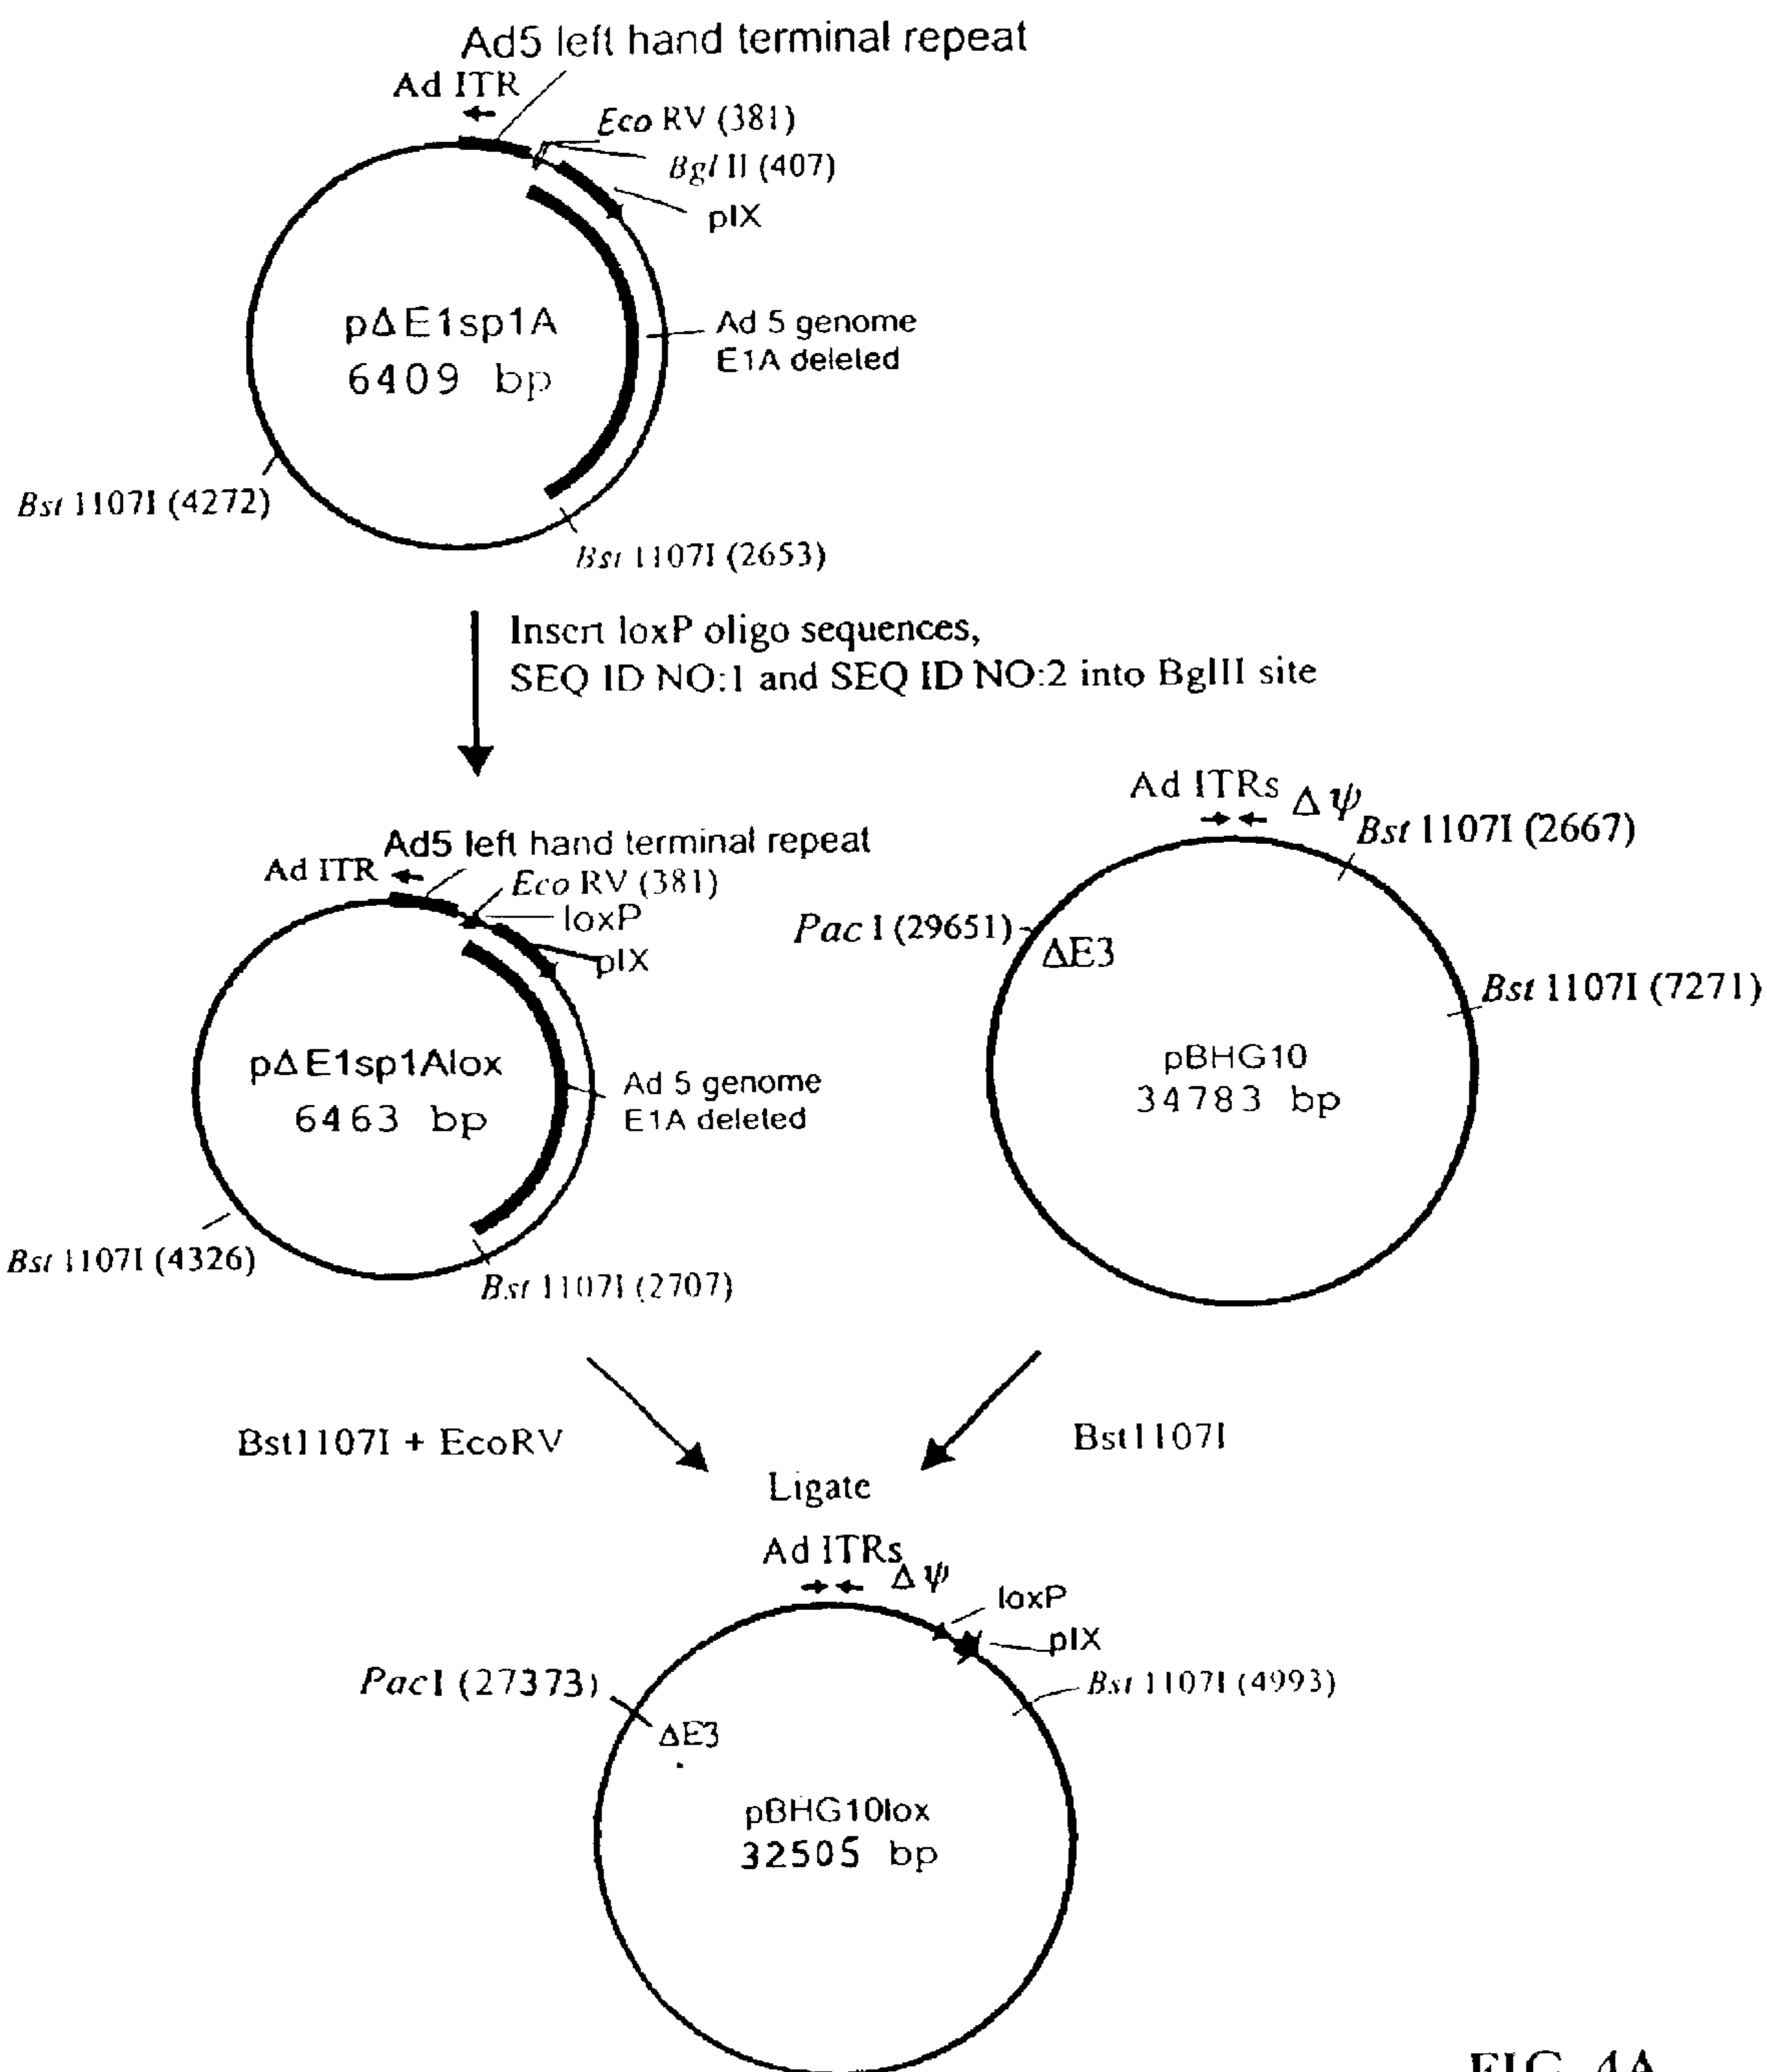 Ad5 left hand terminal repeat
Ad ITR
Eco RV (381)
Bgl II (407)
pIX
pΔE1sp1A
6409 bp
Ad 5 genome
E1A deleted
Bst 1107I (4272)
Bst 1107I (2653)
Insert loxP oligo sequences,
SEQ ID NO:1 and SEQ ID NO:2 into BglII site
Ad5 left hand terminal repeat
Ad ITR
Eco RV (381)
loxP
pIX
pΔE1sp1Alox
6463 bp
Ad 5 genome
E1A deleted
Bst 1107I (4326)
Bst 1107I (2707)
Ad ITRs Δψ
Bst 1107I (2667)
Pac I (29651)
ΔE3
Bst 1107I (7271)
pBHG10
34783 bp
Bst1107I + EcoRV
Bst1107I
Ligate
Ad ITRs Δψ
loxP
pIX
Pac I (27373)
Bst 1107I (4993)
ΔE3
pBHG10lox
32505 bp
FIG. 4A